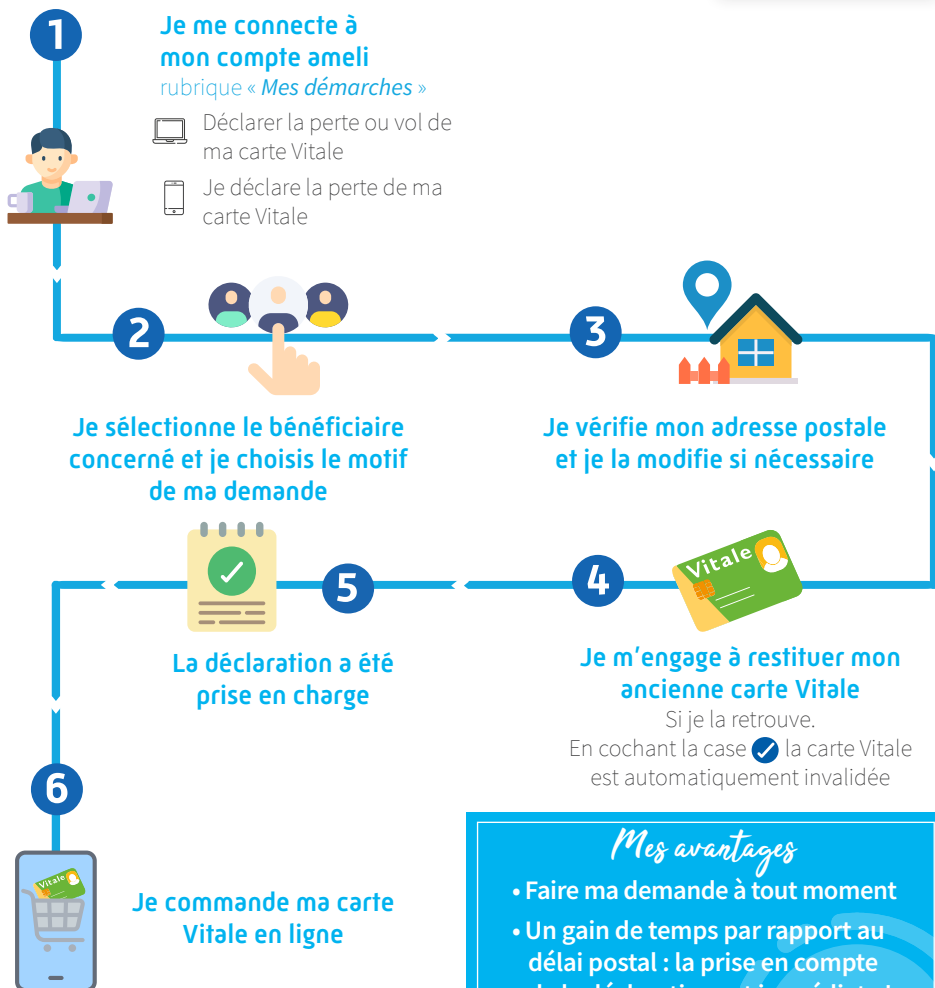 1
Je me connecte à
mon compte ameli
rubrique « Mes démarches »
Déclarer la perte ou vol de
ma carte Vitale
Je déclare la perte de ma
carte Vitale
2
Je sélectionne le bénéficiaire
concerné et je choisis le motif
de ma demande
3
Je vérifie mon adresse postale
et je la modifie si nécessaire
Vitale
4
Je m'engage à restituer mon
ancienne carte Vitale
Si je la retrouve.
En cochant la case la carte Vitale
est automatiquement invalidée
5
La déclaration a été
prise en charge
6
Vitale
Je commande ma carte
Vitale en ligne
Mes avantages
• Faire ma demande à tout moment
• Un gain de temps par rapport au
délai postal : la prise en compte